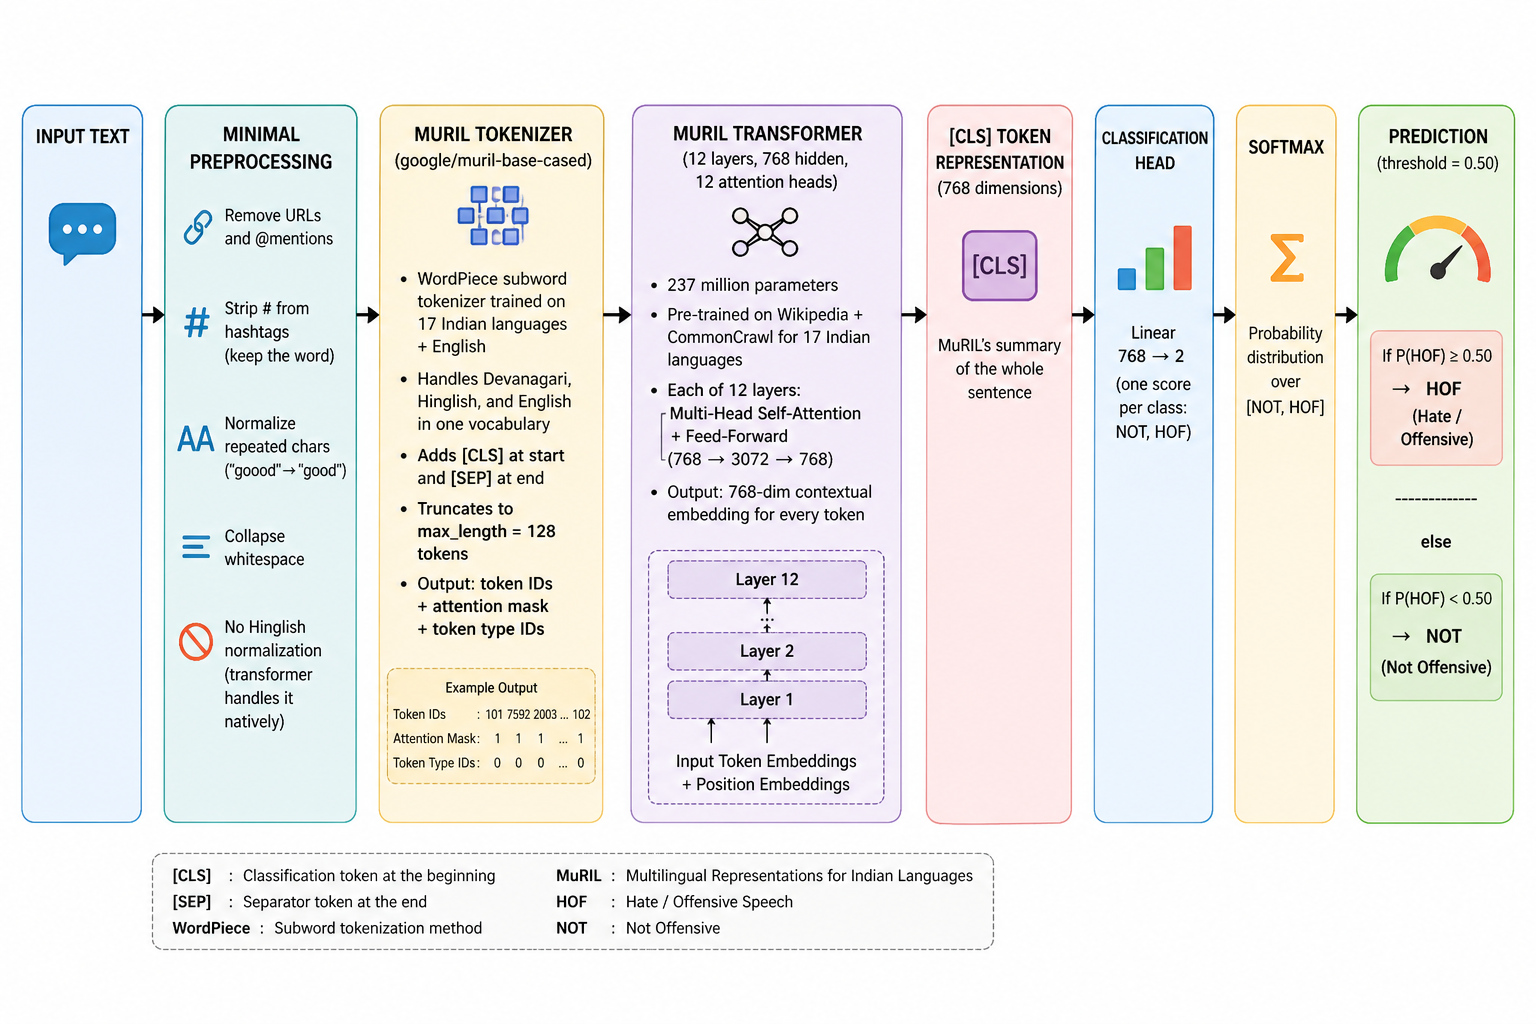 INPUT TEXT
MINIMAL
PREPROCESSING
Remove URLs
and @mentions
#
Strip # from
hashtags
(keep the word)
AA
Normalize
repeated chars
("goood"→"good")
Collapse
whitespace
No Hinglish
normalization
(transformer
handles it
natively)
MURIL TOKENIZER
(google/muril-base-cased)
• WordPiece subword
tokenizer trained on
17 Indian languages
+ English
• Handles Devanagari,
Hinglish, and English
in one vocabulary
• Adds [CLS] at start
and [SEP] at end
• Truncates to
max_length = 128
tokens
• Output: token IDs
+ attention mask
+ token type IDs
Example Output
Token IDs : 101 7592 2003 ... 102
Attention Mask : 1 1 1 ... 1
Token Type IDs : 0 0 0 ... 0
MURIL TRANSFORMER
(12 layers, 768 hidden,
12 attention heads)
• 237 million parameters
• Pre-trained on Wikipedia +
CommonCrawl for 17 Indian
languages
• Each of 12 layers:
Multi-Head Self-Attention
+ Feed-Forward
(768 → 3072 → 768)
• Output: 768-dim contextual
embedding for every token
Layer 12
...
Layer 2
Layer 1
Input Token Embeddings
+ Position Embeddings
[CLS] TOKEN
REPRESENTATION
(768 dimensions)
[CLS]
MuRIL's summary
of the whole
sentence
CLASSIFICATION
HEAD
Linear
768 → 2
(one score
per class:
NOT, HOF)
SOFTMAX
Σ
Probability
distribution
over
[NOT, HOF]
PREDICTION
(threshold = 0.50)
If P(HOF) ≥ 0.50
→ HOF
(Hate /
Offensive)
-------------
else
If P(HOF) < 0.50
→ NOT
(Not Offensive)
[CLS] : Classification token at the beginning
[SEP] : Separator token at the end
WordPiece : Subword tokenization method
MuRIL : Multilingual Representations for Indian Languages
HOF : Hate / Offensive Speech
NOT : Not Offensive